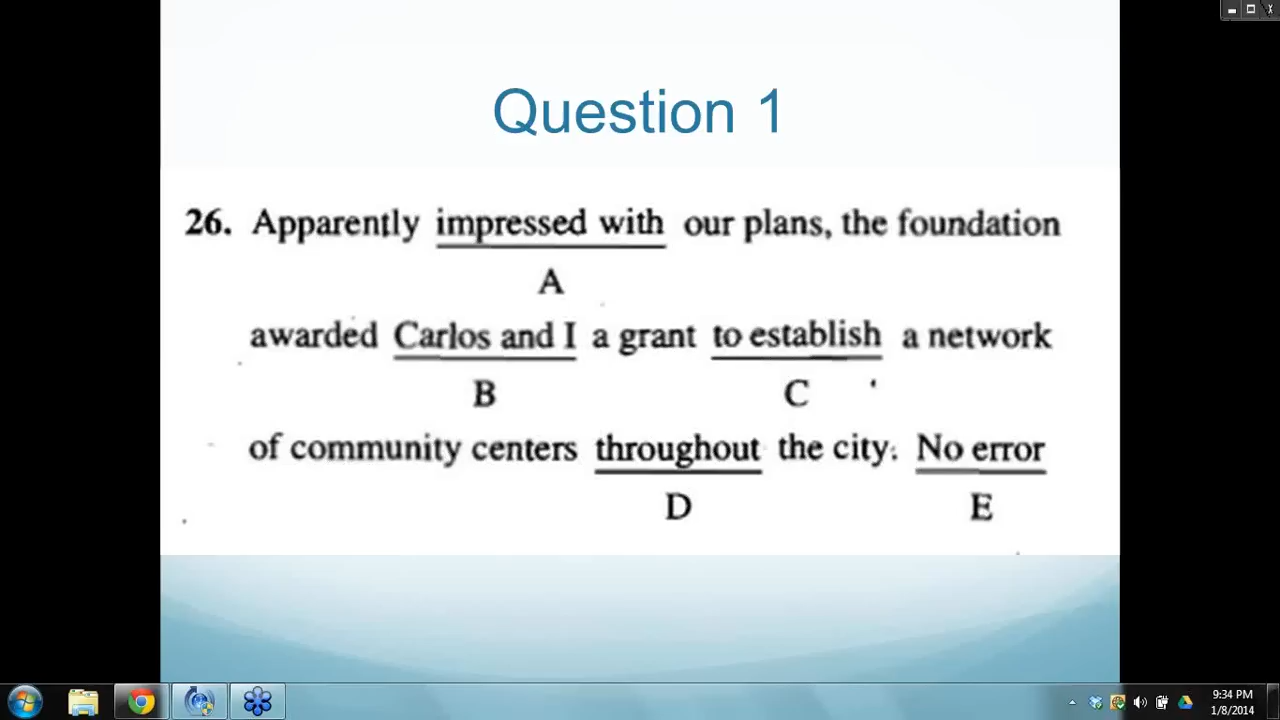 Question 1
26. Apparently impressed with our plans, the foundation
A
awarded Carlos and I a grant to establish a network
B C
of community centers throughout the city. No error
D E
9:34 PM
1/8/2014